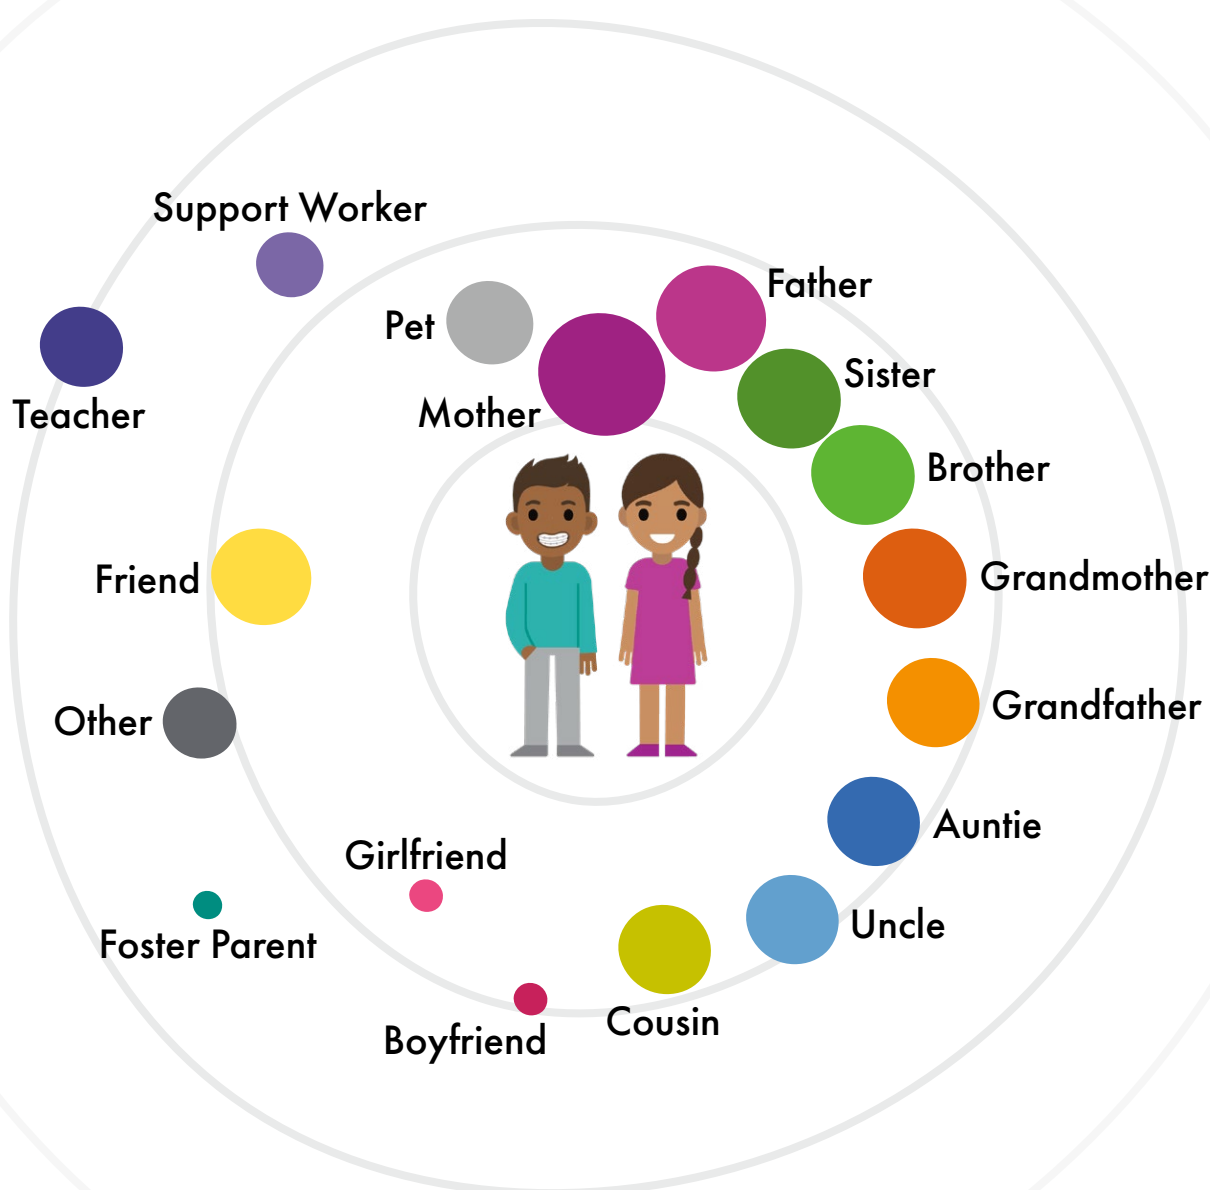 Support Worker
Father
Pet
Sister
Teacher
Mother
Brother
Friend
Grandmother
Other
Grandfather
Auntie
Girlfriend
Uncle
Foster Parent
Cousin
Boyfriend